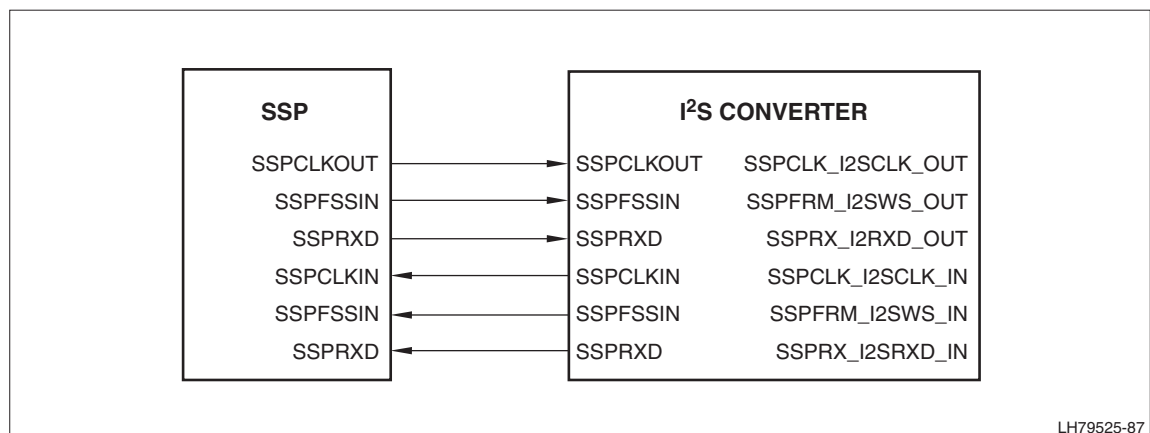 SSP
I²S CONVERTER
SSPCLKOUT SSPCLKOUT SSPCLK_I2SCLK_OUT
SSPFSSIN SSPFSSIN SSPFRM_I2SWS_OUT
SSPRXD SSPRXD SSPRX_I2RXD_OUT
SSPCLKIN SSPCLKIN SSPCLK_I2SCLK_IN
SSPFSSIN SSPFSSIN SSPFRM_I2SWS_IN
SSPRXD SSPRXD SSPRX_I2SRXD_IN
LH79525-87